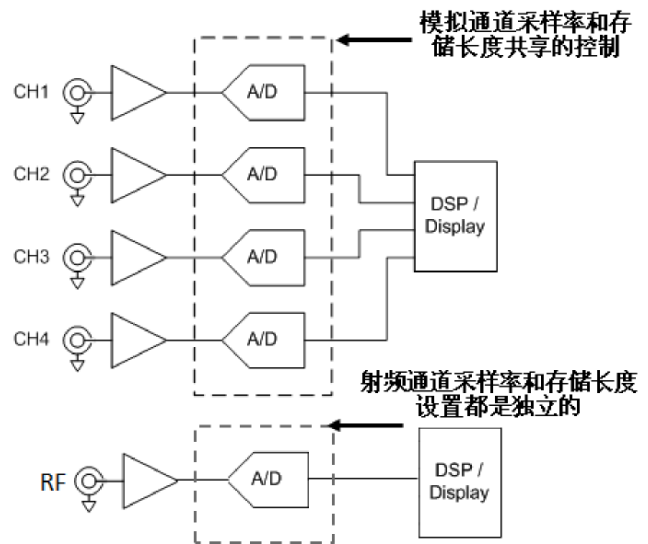 模拟通道采样率和存
储长度共享的控制
CH1
A/D
CH2
A/D
DSP /
Display
CH3
A/D
CH4
A/D
射频通道采样率和存储长度
设置都是独立的
RF
A/D
DSP /
Display